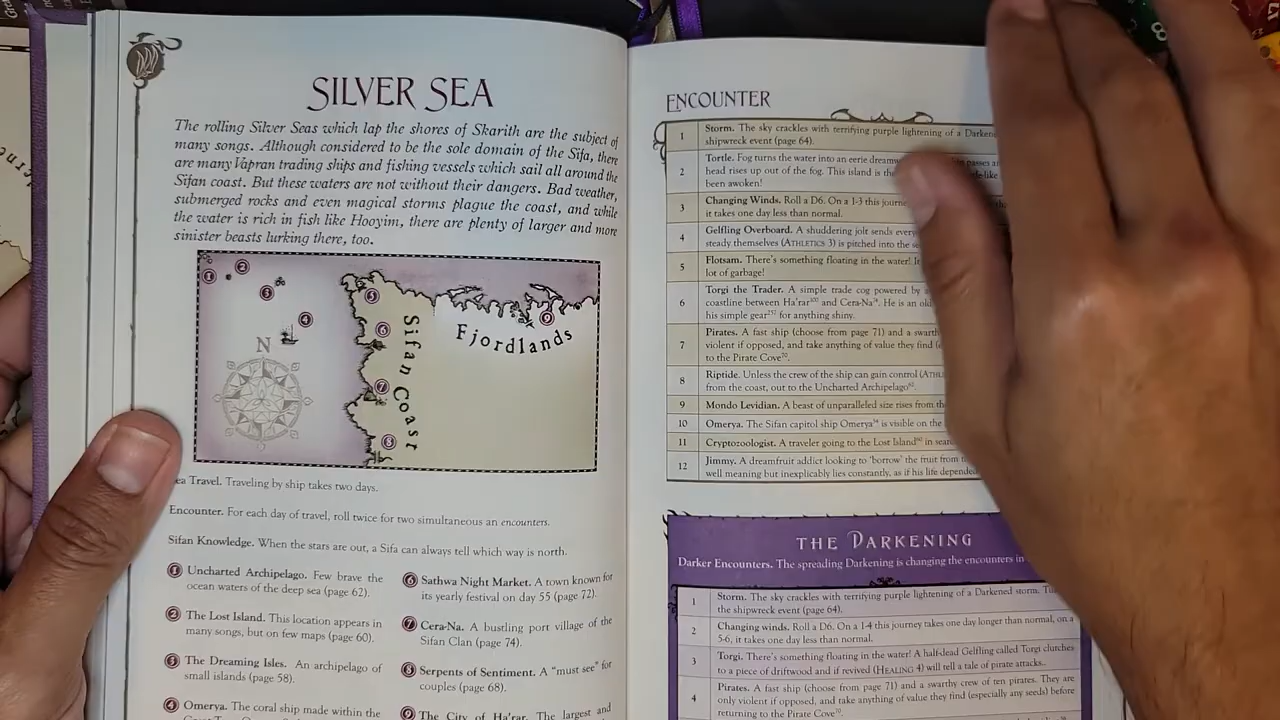 SILVER SEA
The rolling Silver Seas which lap the shores of Skarith are the subject of
many songs. Although considered to be the sole domain of the Sifa, there
are many Vapran trading ships and fishing vessels which sail all around the
Sifan coast. But these waters are not without their dangers. Bad weather,
submerged rocks and even magical storms plague the coast, and while
the water is rich in fish like Hooyim, there are plenty of larger and more
sinister beasts lurking there, too.
1
2
3
4
5
6
7
8
9
N
Sifan Coast
Fjordlands
ea Travel. Traveling by ship takes two days.
Encounter. For each day of travel, roll twice for two simultaneous an encounters.
Sifan Knowledge. When the stars are out, a Sifa can always tell which way is north.
1 Uncharted Archipelago. Few brave the
ocean waters of the deep sea (page 62).
2 The Lost Island. This location appears in
many songs, but on few maps (page 60).
3 The Dreaming Isles. An archipelago of
small islands (page 58).
4 Omerya. The coral ship made within the
6 Sathwa Night Market. A town known for
its yearly festival on day 55 (page 72).
7 Cera-Na. A bustling port village of the
Sifan Clan (page 74).
8 Serpents of Sentiment. A "must see" for
couples (page 68).
9 The City of Ha'rar. The largest and
ENCOUNTER
1 Storm. The sky crackles with terrifying purple lightening of a Darkene
shipwreck event (page 64).
2 Tortle. Fog turns the water into an eerie dreamw passes
head rises up out of the fog. This island is the
been awoken!
3 Changing Winds. Roll a D6. On a 1-3 this journe
it takes one day less than normal.
4 Gelfling Overboard. A shuddering jolt sends every
steady themselves (ATHLETICS 3) is pitched into the se
5 Flotsam. There's something floating in the water!
lot of garbage!
6 Torgi the Trader. A simple trade cog powered by
coastline between Ha'rar and Cera-Na. He is an old
his simple gear for anything shiny.
7 Pirates. A fast ship (choose from page 71) and a swarth
violent if opposed, and take anything of value they find
to the Pirate Cove.
8 Riptide. Unless the crew of the ship can gain control
from the coast, out to the Uncharted Archipelago.
9 Mondo Levidian. A beast of unparalleled size rises from th
10 Omerya. The Sifan capitol ship Omerya is visible on the
11 Cryptozoologist. A traveler going to the Lost Island in sear
12 Jimmy. A dreamfruit addict looking to 'borrow' the fruit from
well meaning but inexplicably lies constantly, as if his life depended
THE DARKENING
Darker Encounters. The spreading Darkening is changing the encounters in
1 Storm. The sky crackles with terrifying purple lightening of a Darkened storm.
the shipwreck event (page 64).
2 Changing winds. Roll a D6. On a 1-4 this journey takes one day longer than normal, on a
5-6, it takes one day less than normal.
3 Torgi. There's something floating in the water! A half-dead Gelfling called Torgi clutches
to a piece of driftwood and if revived (HEALING 4) will tell a tale of pirate attacks.
4 Pirates. A fast ship (choose from page 71) and a swarthy crew of ten pirates. They are
only violent if opposed, and take anything of value they find (especially any seeds) before
returning to the Pirate Cove.